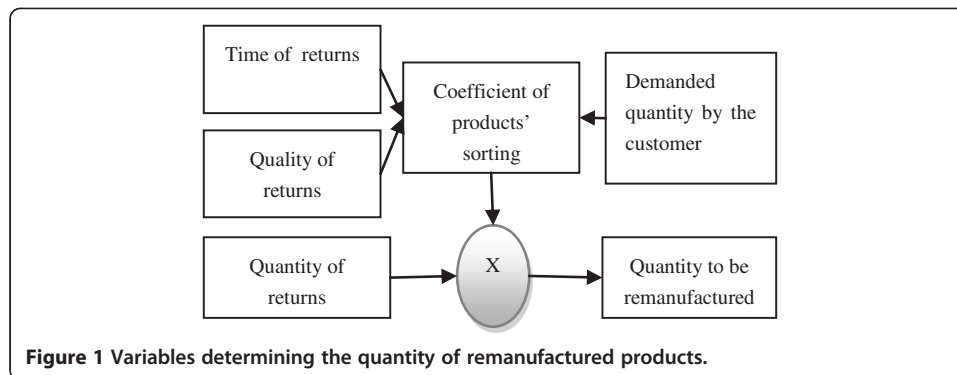 Time of returns
Quality of
returns
Coefficient of
products'
sorting
Demanded
quantity by the
customer
Quantity of
returns
X
Quantity to be
remanufactured
Figure 1 Variables determining the quantity of remanufactured products.